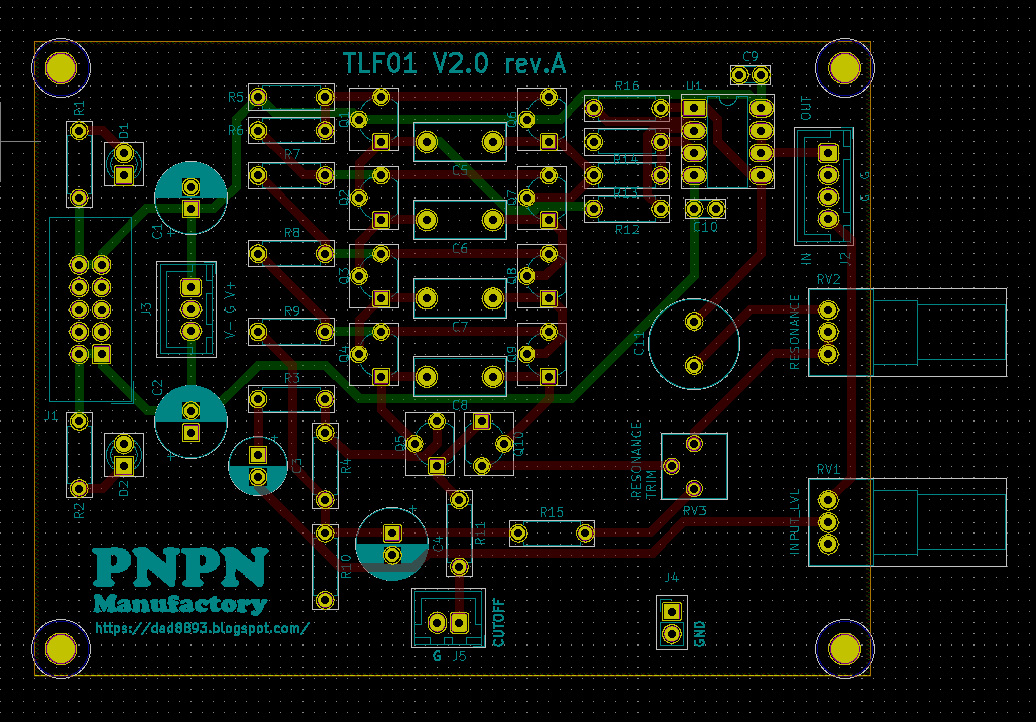 TLF01 V2.0 rev.A
C9
R5
R16
U1
R1
Q1
Q6
OUT
D1
R6
R7
C5
R14
R13
G G
Q2
Q7
C1
+
R12
C10
R8
C6
IN
J2
J3
V- G V+
Q3
Q8
RV2
RESONANCE
R9
C7
C11
C2
Q4
Q9
R3
C8
J1
+
+
Q5
Q10
RESONANCE
TRIM
C3
R4
D2
RV1
R2
RV3
INPUT_LVL
+
R15
R11
C4
R10
PNPN
Manufactory
https://dad8893.blogspot.com/
J4
GND
CUTOFF
G J5